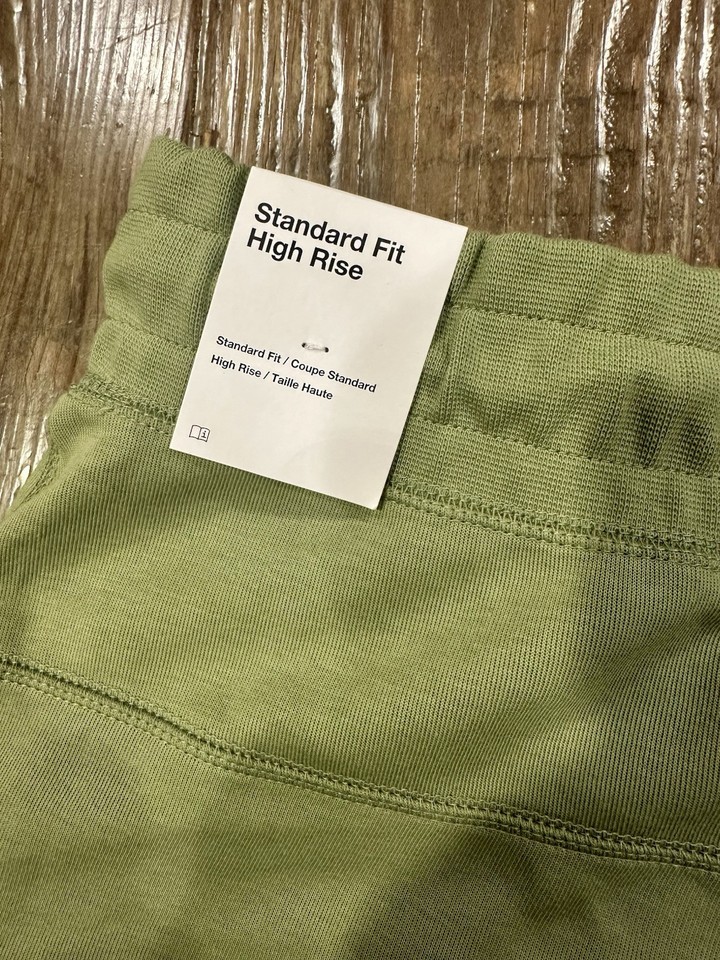 Standard Fit
High Rise
Standard Fit / Coupe Standard
High Rise / Taille Haute
i